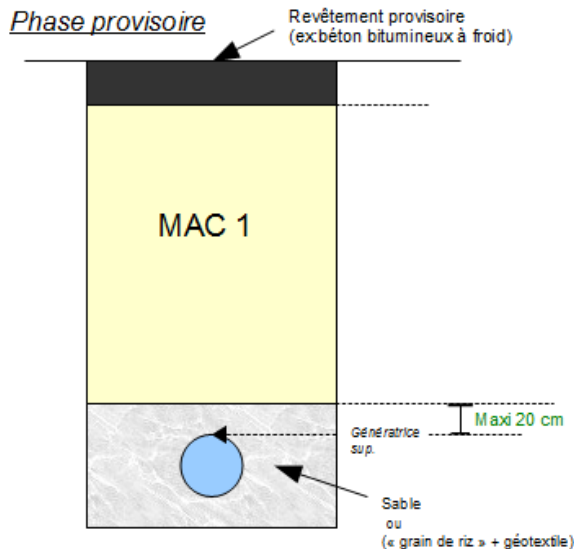 Phase provisoire
Revêtement provisoire
(ex:béton bitumineux à froid)
MAC 1
Maxi 20 cm
Génératrice
sup.
Sable
ou
(« grain de riz » + géotextile)